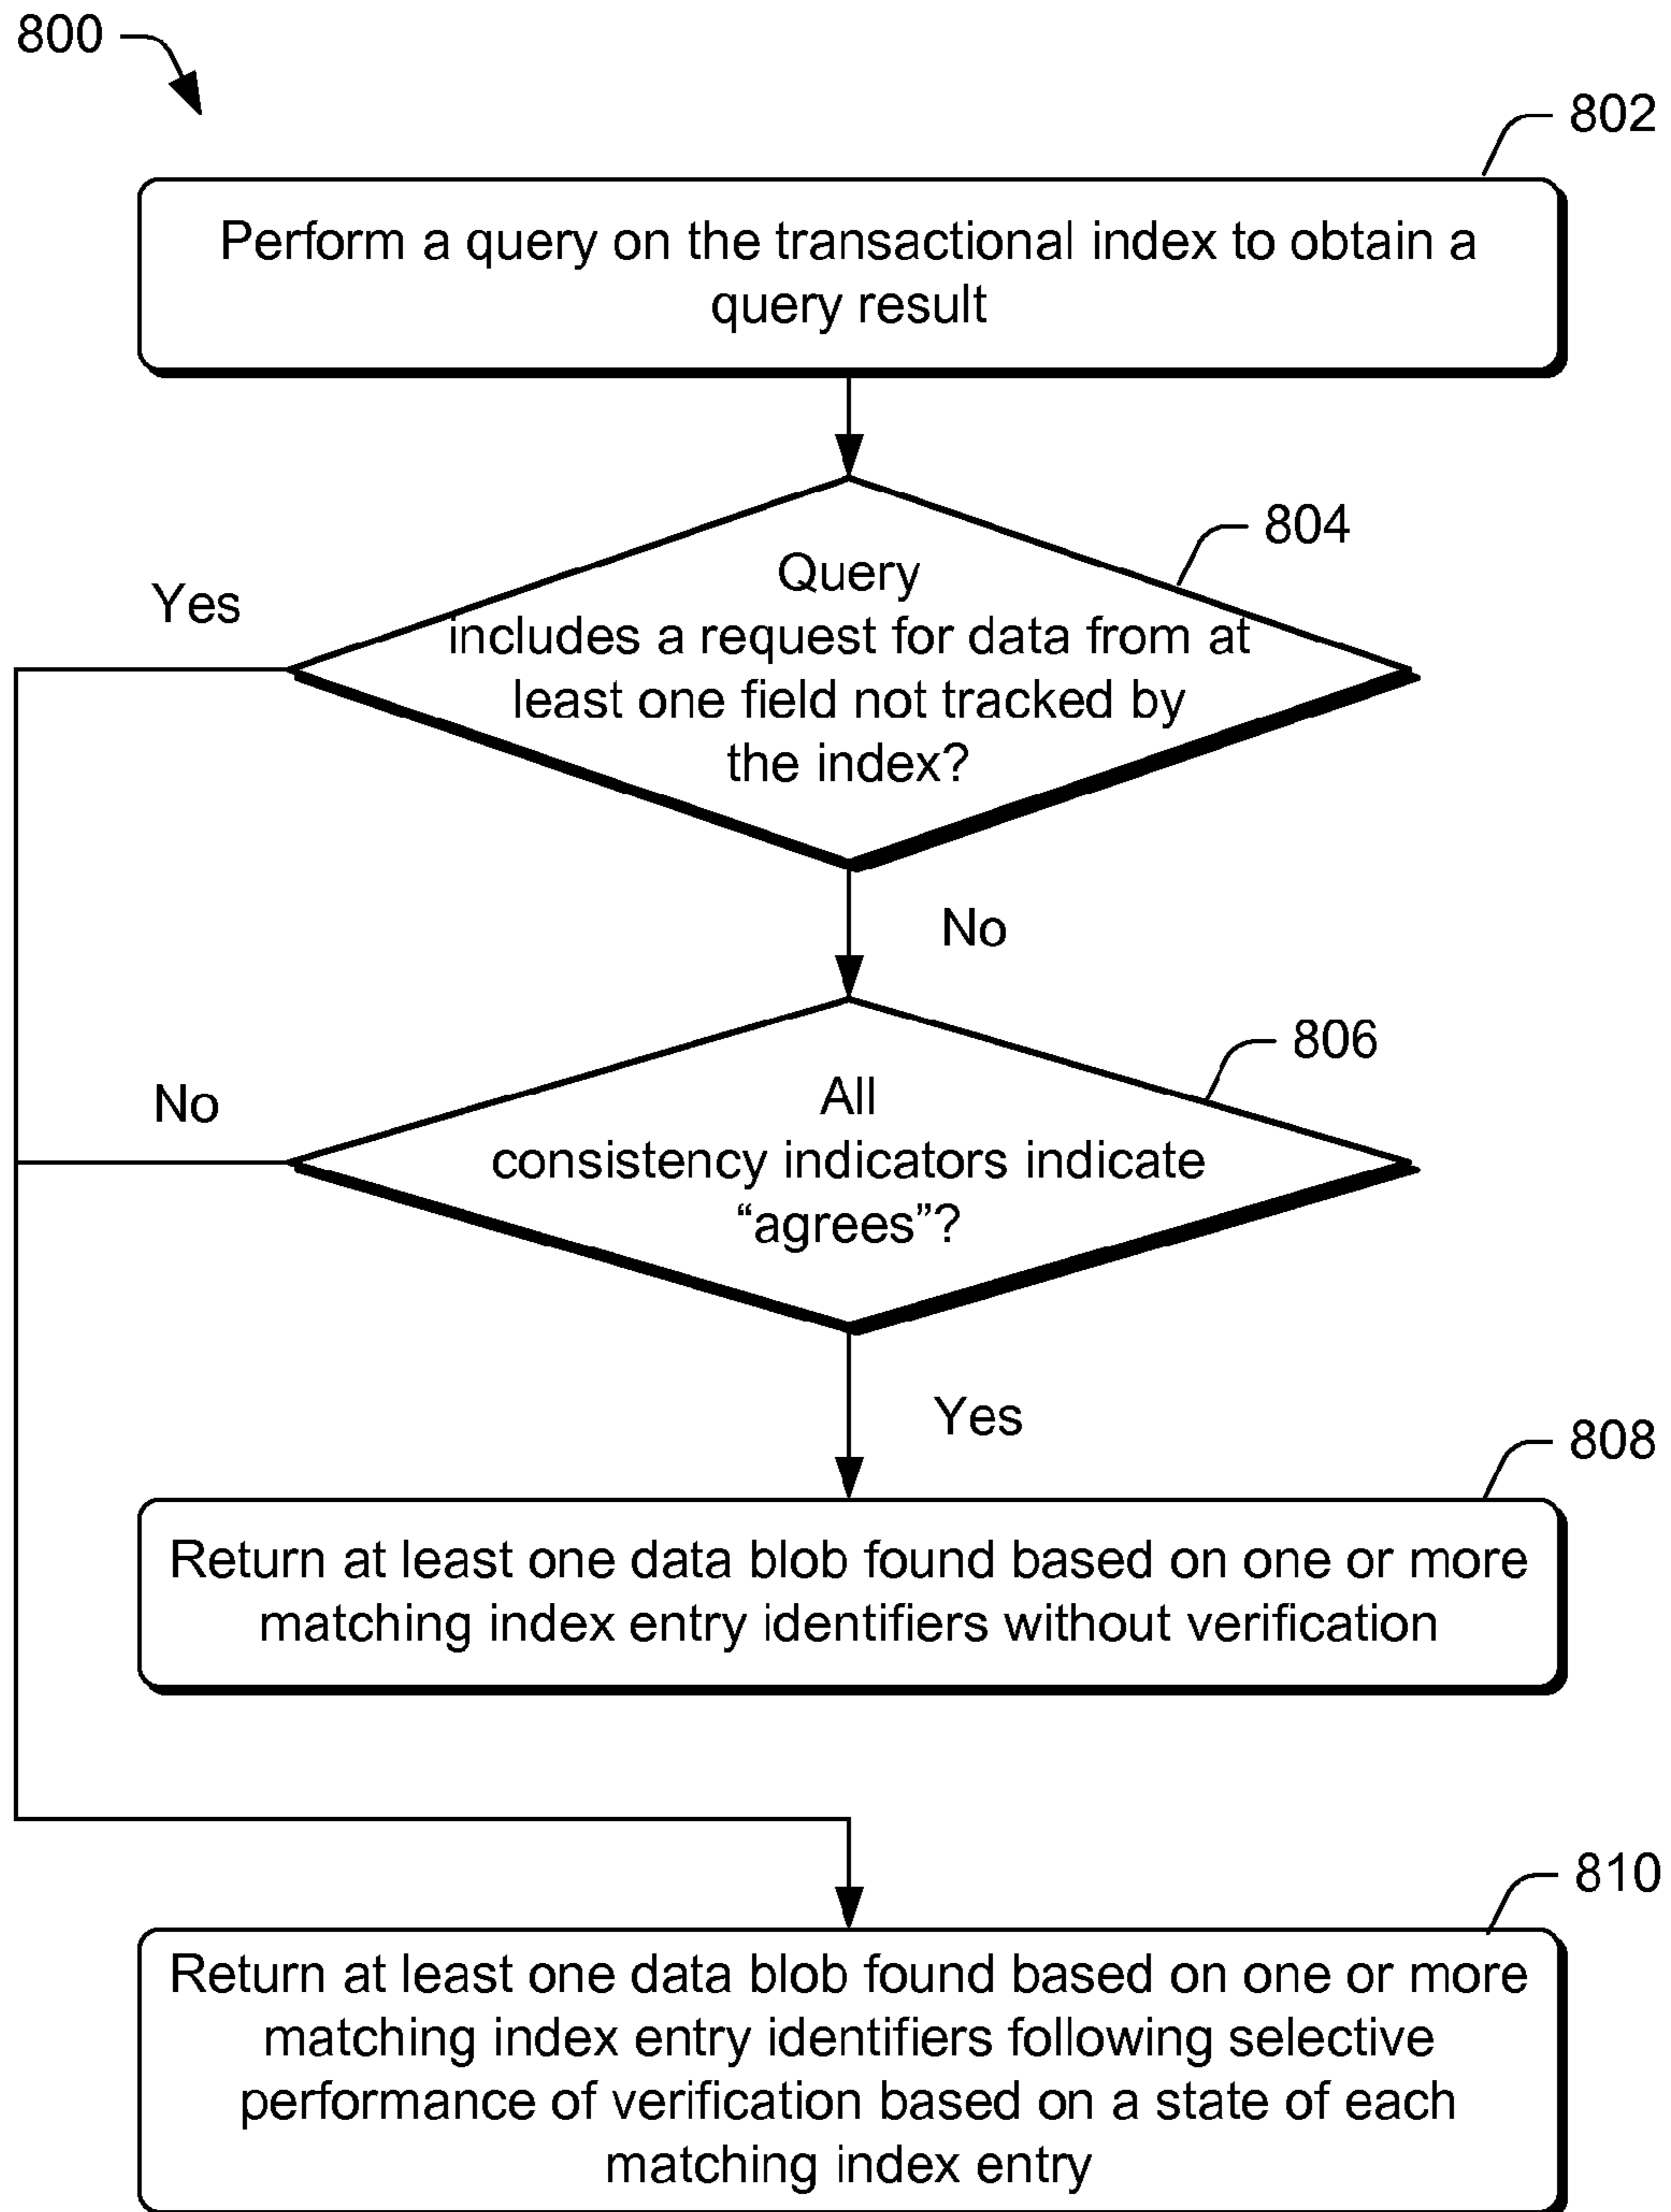 800
802
Perform a query on the transactional index to obtain a
query result
804
Query
includes a request for data from at
least one field not tracked by
the index?
Yes
No
806
All
consistency indicators indicate
“agrees”?
No
Yes
808
Return at least one data blob found based on one or more
matching index entry identifiers without verification
810
Return at least one data blob found based on one or more
matching index entry identifiers following selective
performance of verification based on a state of each
matching index entry